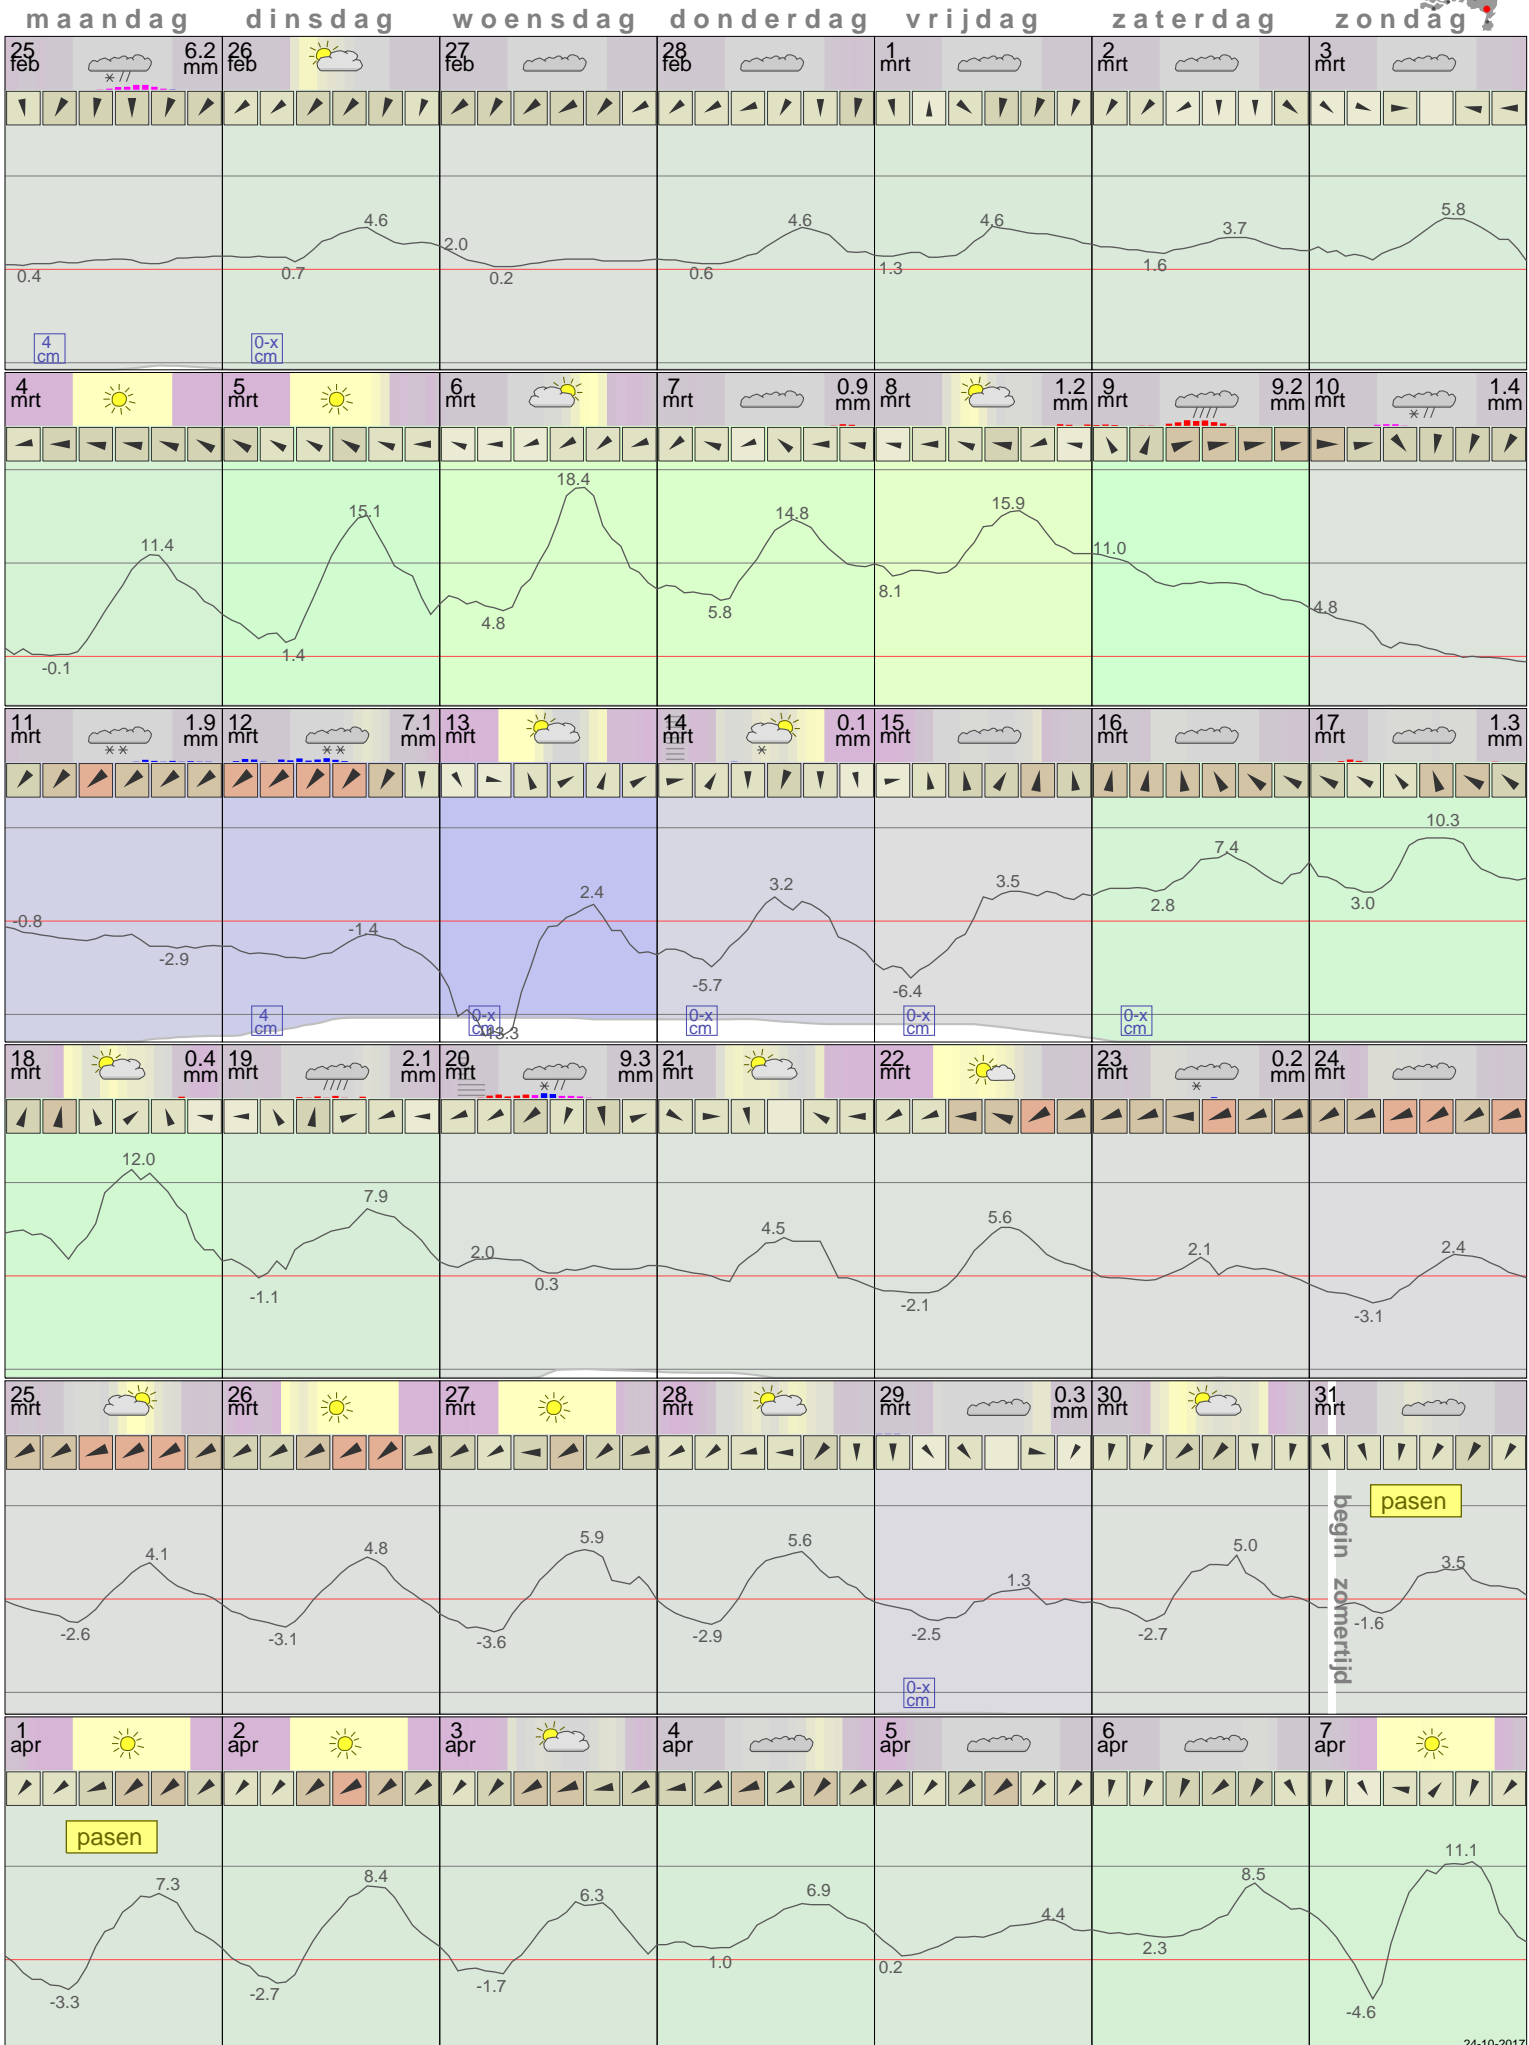 maandag dinsdag woensdag donderdag vrijdag zaterdag zondag
25 feb 6.2 mm 26 feb 27 feb 28 feb 1 mrt 2 mrt 3 mrt
0.4 0.7 4.6 2.0 0.2 0.6 4.6 1.3 4.6 1.6 3.7 5.8
4 cm 0-x cm
4 mrt 5 mrt 6 mrt 7 mrt 0.9 mm 8 mrt 1.2 mm 9 mrt 9.2 mm 10 mrt 1.4 mm
-0.1 11.4 1.4 15.1 4.8 18.4 5.8 14.8 8.1 15.9 11.0 4.8
11 mrt 1.9 mm 12 mrt 7.1 mm 13 mrt 14 mrt 0.1 mm 15 mrt 16 mrt 17 mrt 1.3 mm
-0.8 -2.9 -1.4 -13.3 2.4 -5.7 3.2 -6.4 3.5 2.8 7.4 3.0 10.3
4 cm 0-x cm 0-x cm 0-x cm 0-x cm
18 mrt 0.4 mm 19 mrt 2.1 mm 20 mrt 9.3 mm 21 mrt 22 mrt 23 mrt 0.2 mm 24 mrt
12.0 -1.1 7.9 2.0 0.3 4.5 -2.1 5.6 2.1 -3.1 2.4
25 mrt 26 mrt 27 mrt 28 mrt 29 mrt 0.3 mm 30 mrt 31 mrt
pasen
begin zomertijd
-2.6 4.1 -3.1 4.8 -3.6 5.9 -2.9 5.6 -2.5 1.3 -2.7 5.0 -1.6 3.5
0-x cm
1 apr 2 apr 3 apr 4 apr 5 apr 6 apr 7 apr
pasen
-3.3 7.3 -2.7 8.4 -1.7 6.3 1.0 6.9 0.2 4.4 2.3 8.5 -4.6 11.1
24-10-2017